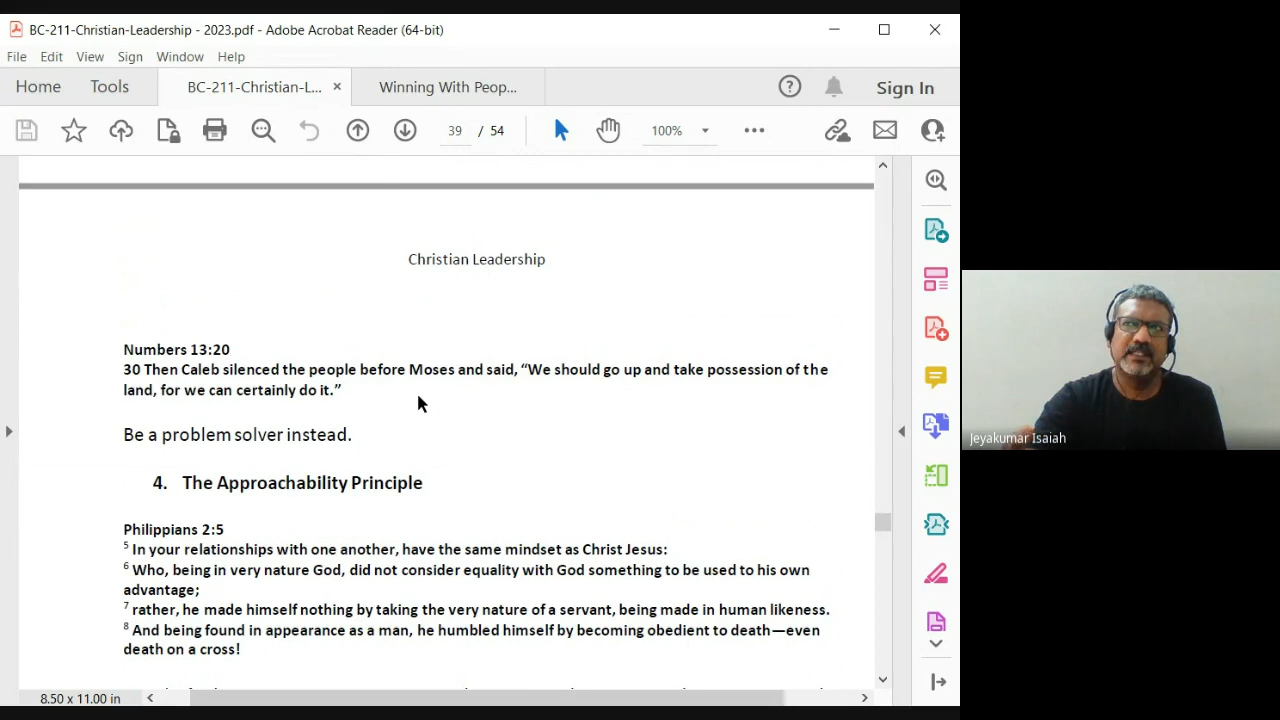 BC-211-Christian-Leadership - 2023.pdf - Adobe Acrobat Reader (64-bit)
File Edit View Sign Window Help
Home Tools BC-211-Christian-L... × Winning With Peop... Sign In
39 / 54 100%
Christian Leadership
Numbers 13:20
30 Then Caleb silenced the people before Moses and said, “We should go up and take possession of the
land, for we can certainly do it.”
Be a problem solver instead.
4. The Approachability Principle
Philippians 2:5
5 In your relationships with one another, have the same mindset as Christ Jesus:
6 Who, being in very nature God, did not consider equality with God something to be used to his own
advantage;
7 rather, he made himself nothing by taking the very nature of a servant, being made in human likeness.
8 And being found in appearance as a man, he humbled himself by becoming obedient to death—even
death on a cross!
8.50 x 11.00 in
Jeyakumar Isaiah